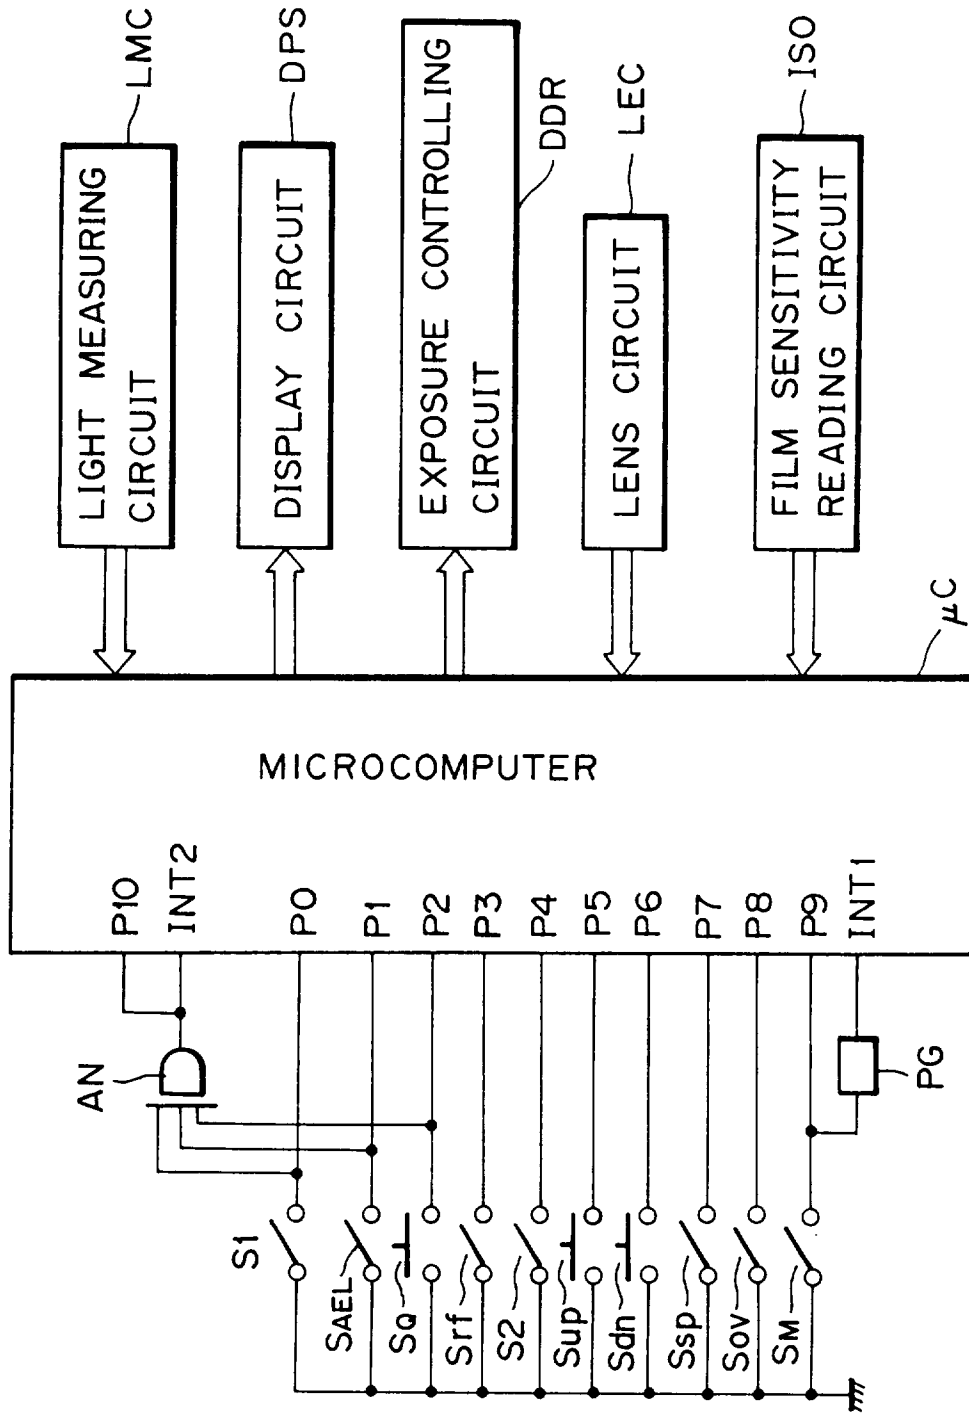 LIGHT MEASURING
CIRCUIT
LMC
DISPLAY CIRCUIT
DPS
EXPOSURE CONTROLLING
CIRCUIT
DDR
LENS CIRCUIT
LEC
FILM SENSITIVITY
READING CIRCUIT
ISO
μC
MICROCOMPUTER
P10
INT2
P0
P1
P2
P3
P4
P5
P6
P7
P8
P9
INT1
AN
PG
S1
SAEL
SQ
Srf
S2
Sup
Sdn
Ssp
Sov
SM